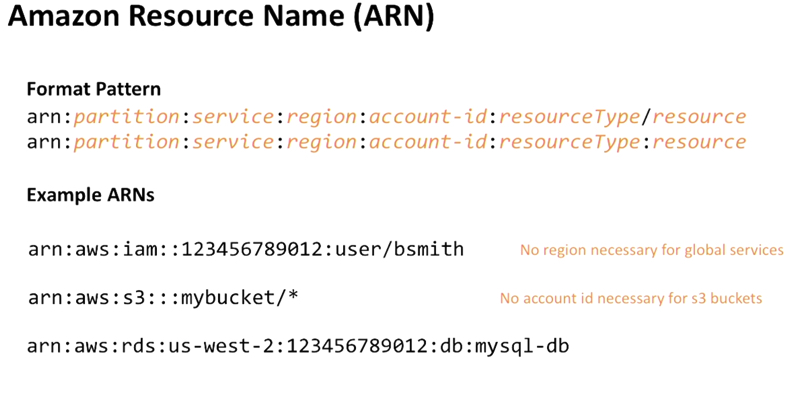 Amazon Resource Name (ARN)
Format Pattern
arn:partition:service:region:account-id:resourceType/resource
arn:partition:service:region:account-id:resourceType:resource
Example ARNs
arn:aws:iam::123456789012:user/bsmith No region necessary for global services
arn:aws:s3:::mybucket/* No account id necessary for s3 buckets
arn:aws:rds:us-west-2:123456789012:db:mysql-db